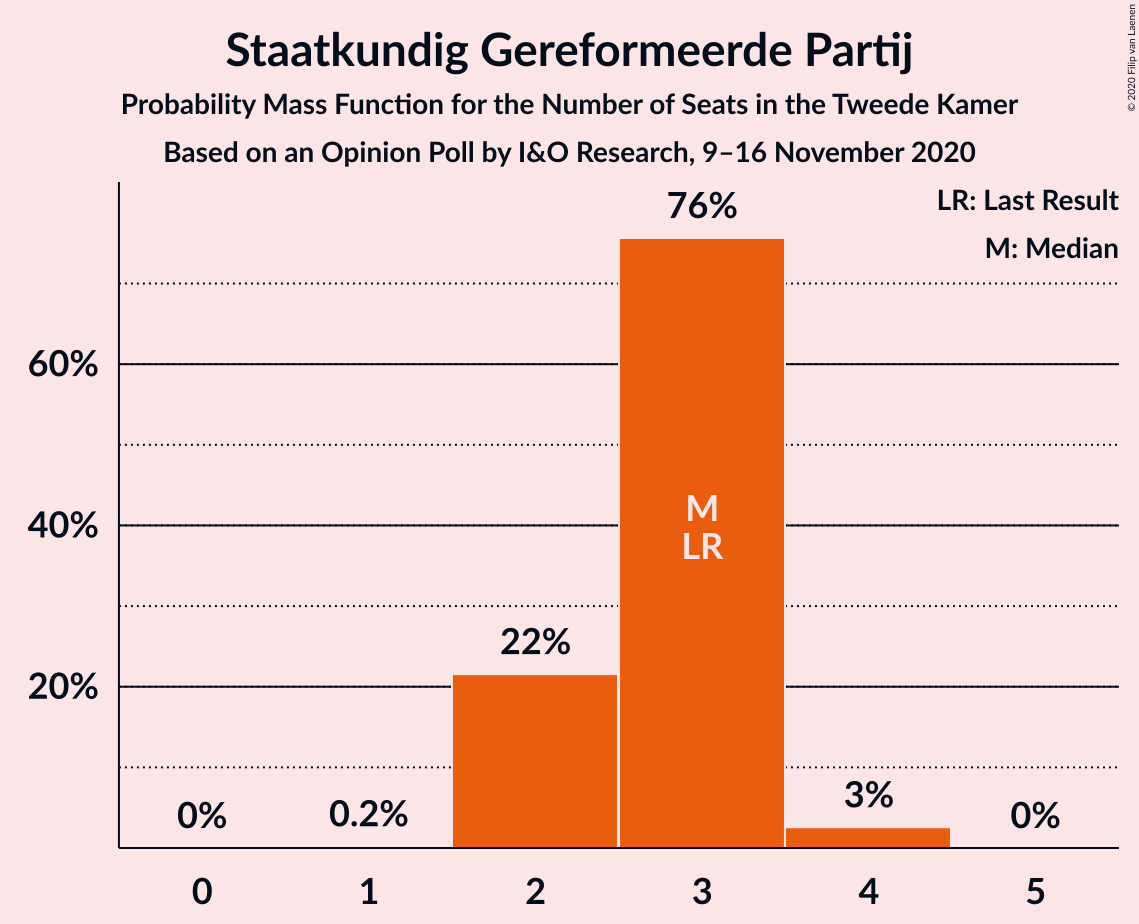 Staatkundig Gereformeerde Partij
Probability Mass Function for the Number of Seats in the Tweede Kamer
Based on an Opinion Poll by I&O Research, 9–16 November 2020
© 2020 Filip van Laenen
LR: Last Result
M: Median
76%
60%
M
40%
LR
22%
20%
3%
0%
0.2%
0%
0
1
2
3
4
5